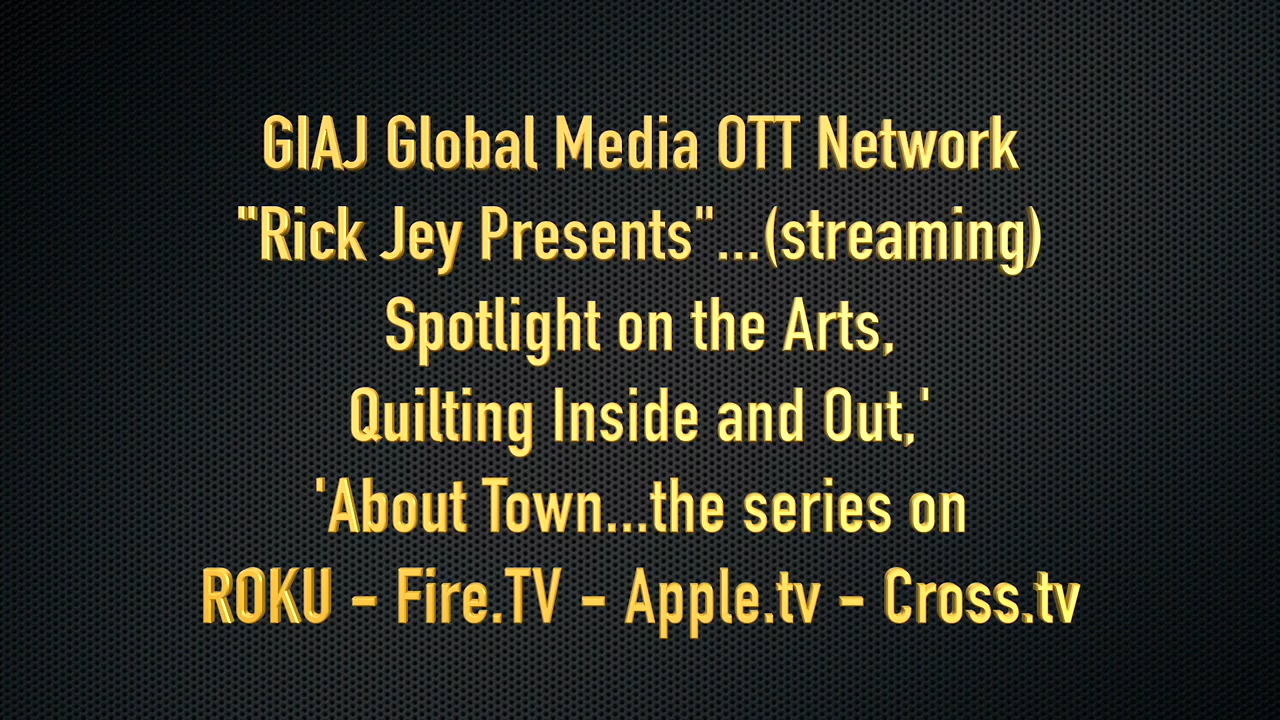 GIAJ Global Media OTT Network
"Rick Jey Presents"...(streaming)
Spotlight on the Arts,
Quilting Inside and Out,'
'About Town...the series on
ROKU - Fire.TV - Apple.tv - Cross.tv